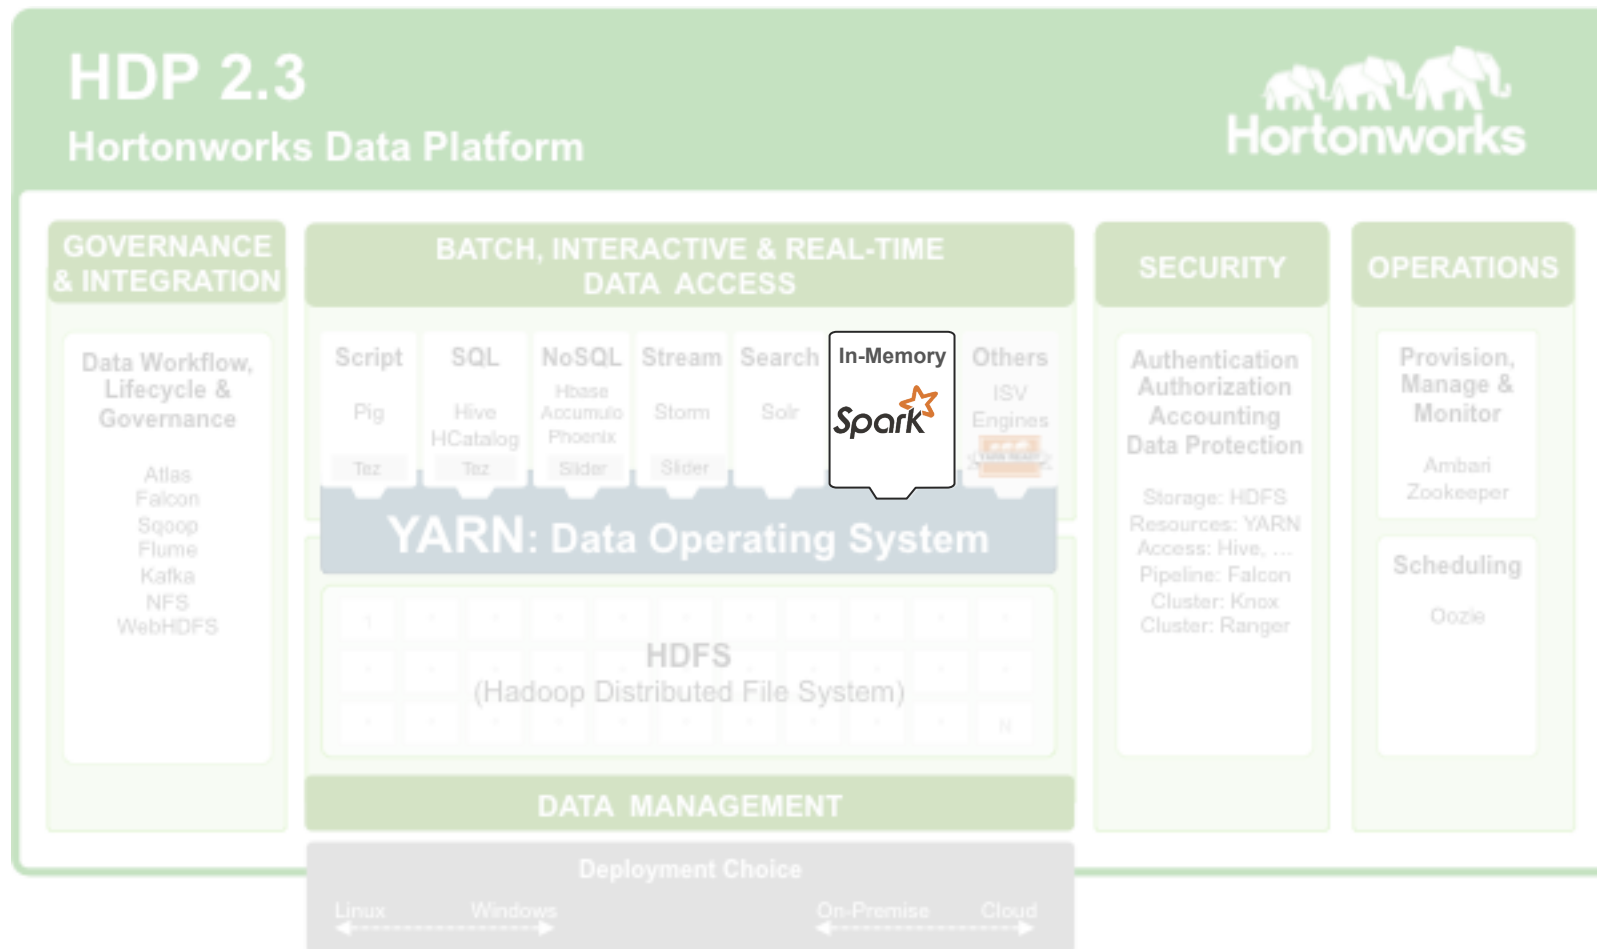 HDP 2.3
Hortonworks Data Platform
Hortonworks
GOVERNANCE
& INTEGRATION
Data Workflow,
Lifecycle &
Governance
Atlas
Falcon
Sqoop
Flume
Kafka
NFS
WebHDFS
BATCH, INTERACTIVE & REAL-TIME
DATA ACCESS
Script
Pig
Tez
SQL
Hive
HCatalog
Tez
NoSQL
Hbase
Accumulo
Phoenix
Slider
Stream
Storm
Slider
Search
Solr
In-Memory
Spark
Others
ISV
Engines
YARN READY
YARN: Data Operating System
1
HDFS
(Hadoop Distributed File System)
N
DATA MANAGEMENT
SECURITY
Authentication
Authorization
Accounting
Data Protection
Storage: HDFS
Resources: YARN
Access: Hive, ...
Pipeline: Falcon
Cluster: Knox
Cluster: Ranger
OPERATIONS
Provision,
Manage &
Monitor
Ambari
Zookeeper
Scheduling
Oozie
Deployment Choice
Linux Windows On-Premise Cloud